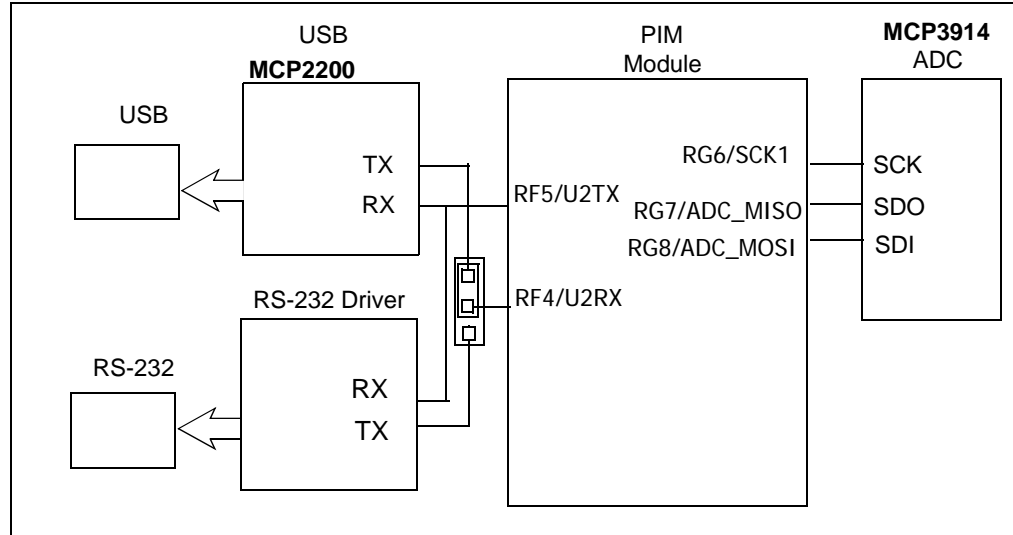 USB
MCP2200
PIM
Module
MCP3914
ADC
USB
TX
RX
RF5/U2TX
RG6/SCK1
RG7/ADC_MISO
RG8/ADC_MOSI
SCK
SDO
SDI
RF4/U2RX
RS-232 Driver
RS-232
RX
TX